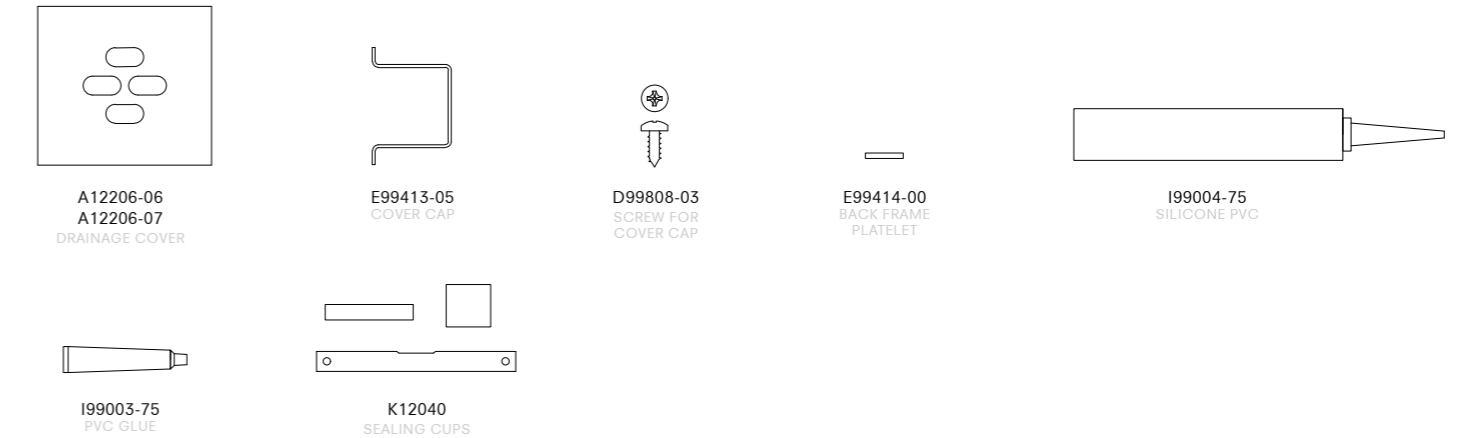 A12206-06
A12206-07
DRAINAGE COVER
E99413-05
COVER CAP
D99808-03
SCREW FOR
COVER CAP
E99414-00
BACK FRAME
PLATELET
I99004-75
SILICONE PVC
I99003-75
PVC GLUE
K12040
SEALING CUPS